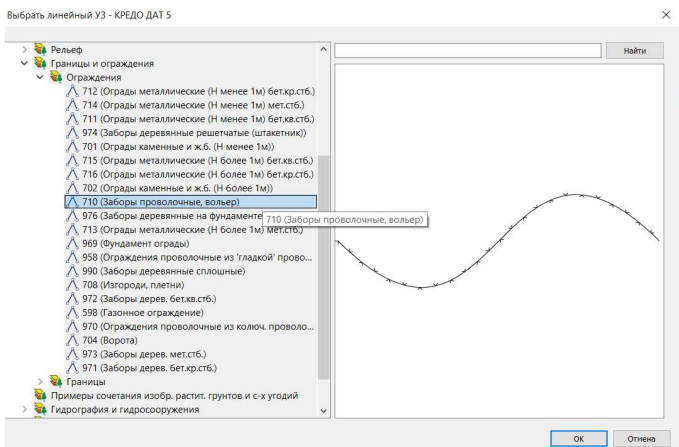 Выбрать линейный УЗ - КРЕДО ДАТ 5
Найти
Рельеф
Границы и ограждения
Ограждения
712 (Ограды металлические (Н менее 1м) бет.кр.стб.)
714 (Ограды металлические (Н менее 1м) мет.стб.)
711 (Ограды металлические (Н менее 1м) бет.кв.стб.)
974 (Заборы деревянные решетчатые (штакетник))
701 (Ограды каменные и ж.б. (Н менее 1м))
715 (Ограды металлические (Н более 1м) бет.кв.стб.)
716 (Ограды металлические (Н более 1м) бет.кр.стб.)
702 (Ограды каменные и ж.б. (Н более 1м))
710 (Заборы проволочные, вольер)
976 (Заборы деревянные на фундаменте
710 (Заборы проволочные, вольер)
713 (Ограды металлические (Н более 1м) мет.стб.)
969 (Фундамент ограды)
958 (Ограждения проволочные из 'гладкой' прово...
990 (Заборы деревянные сплошные)
708 (Изгороди, плетни)
972 (Заборы дерев. бет.кв.стб.)
598 (Газонное ограждение)
970 (Ограждения проволочные из колюч. проволо...
704 (Ворота)
973 (Заборы дерев. мет.стб.)
971 (Заборы дерев. бет.кр.стб.)
Границы
Примеры сочетания изобр. растит. грунтов и с-х угодий
Гидрография и гидросооружения
ОК
Отмена